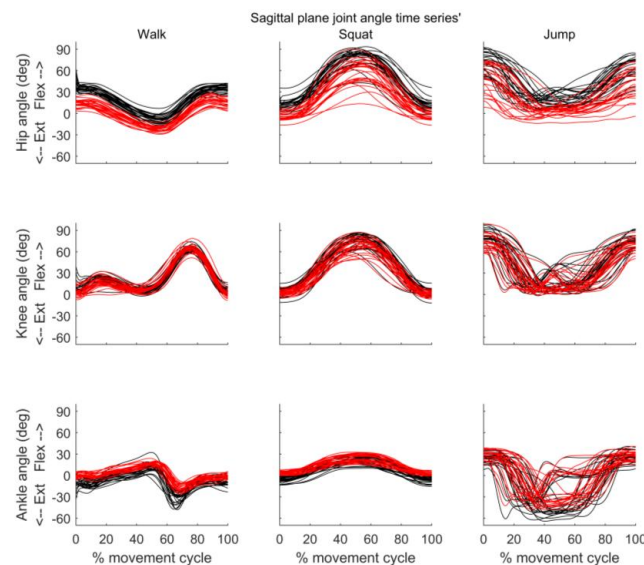 Sagittal plane joint angle time series'
Walk
Squat
Jump
Hip angle (deg)
<-- Ext   Flex -->
90
60
30
0
-30
-60
Knee angle (deg)
<-- Ext   Flex -->
90
60
30
0
-30
-60
Ankle angle (deg)
<-- Ext   Flex -->
90
60
30
0
-30
-60
0 20 40 60 80 100
0 20 40 60 80 100
0 20 40 60 80 100
% movement cycle
% movement cycle
% movement cycle